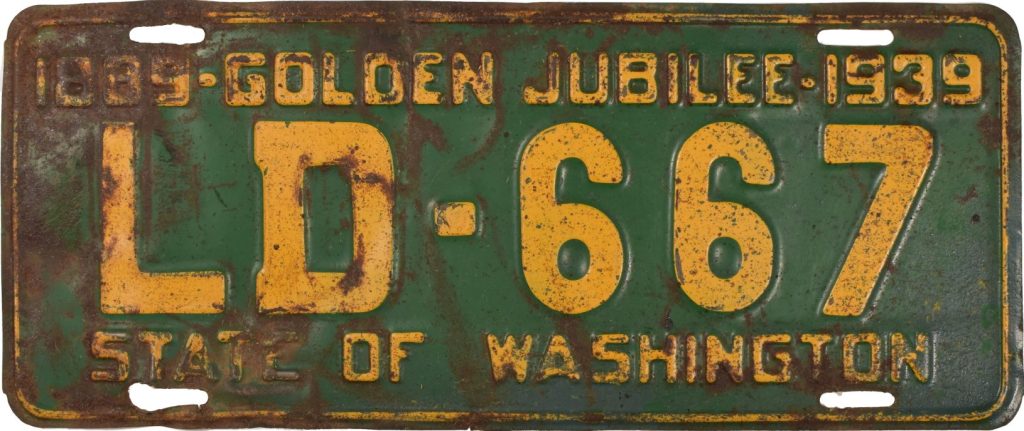 1889·GOLDEN JUBILEE·1939
LD·667
STATE OF WASHINGTON